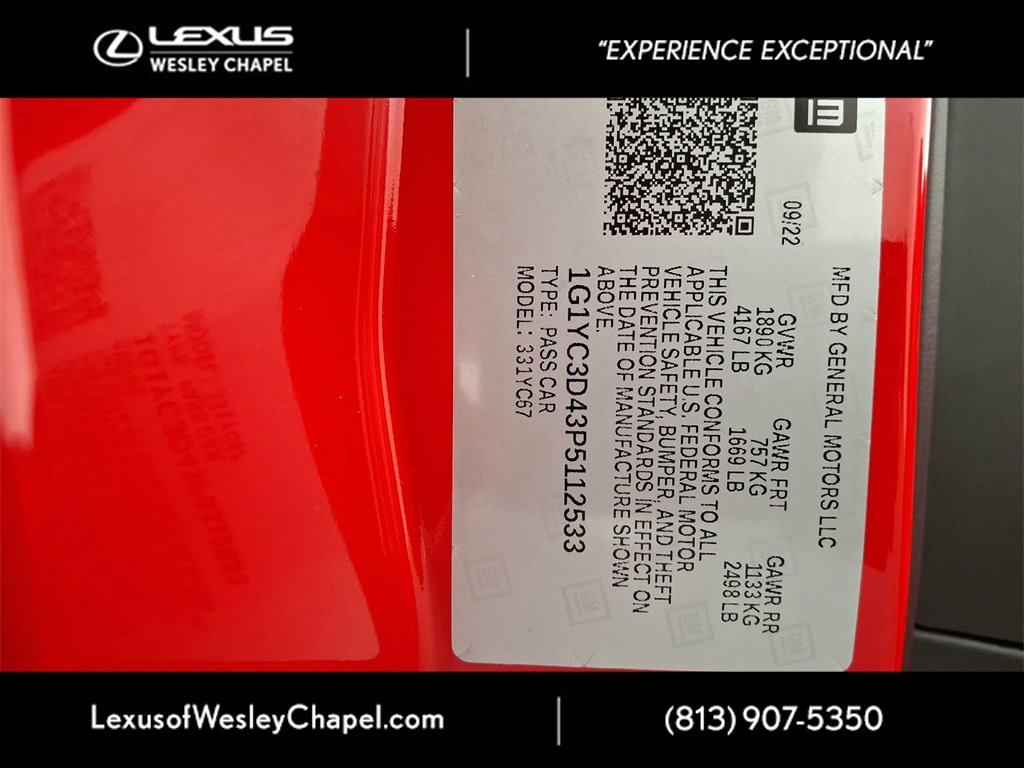 LEXUS
WESLEY CHAPEL
“EXPERIENCE EXCEPTIONAL”
GM
09/22
MFD BY GENERAL MOTORS LLC
GVWR GAWR FRT GAWR RR
1890 KG 757 KG 1133 KG
4167 LB 1669 LB 2498 LB
THIS VEHICLE CONFORMS TO ALL
APPLICABLE U.S. FEDERAL MOTOR
VEHICLE SAFETY, BUMPER, AND THEFT
PREVENTION STANDARDS IN EFFECT ON
THE DATE OF MANUFACTURE SHOWN
ABOVE.
1G1YC3D43P5112533
TYPE: PASS CAR
MODEL: 331YC67
LexusofWesleyChapel.com
(813) 907-5350